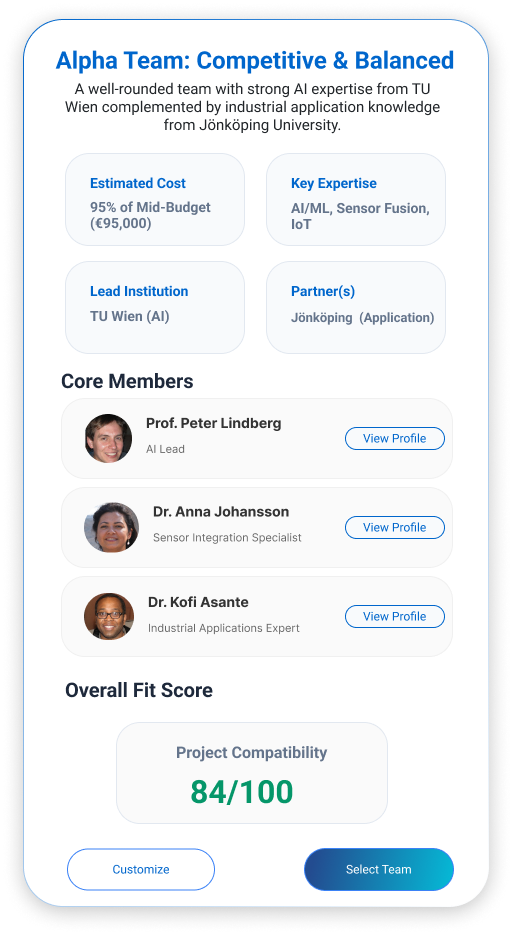 Alpha Team: Competitive & Balanced
A well-rounded team with strong AI expertise from TU
Wien complemented by industrial application knowledge
from Jönköping University.
Estimated Cost
95% of Mid-Budget
(€95,000)
Key Expertise
AI/ML, Sensor Fusion,
IoT
Lead Institution
TU Wien (AI)
Partner(s)
Jönköping (Application)
Core Members
Prof. Peter Lindberg
AI Lead
View Profile
Dr. Anna Johansson
Sensor Integration Specialist
View Profile
Dr. Kofi Asante
Industrial Applications Expert
View Profile
Overall Fit Score
Project Compatibility
84/100
Customize
Select Team